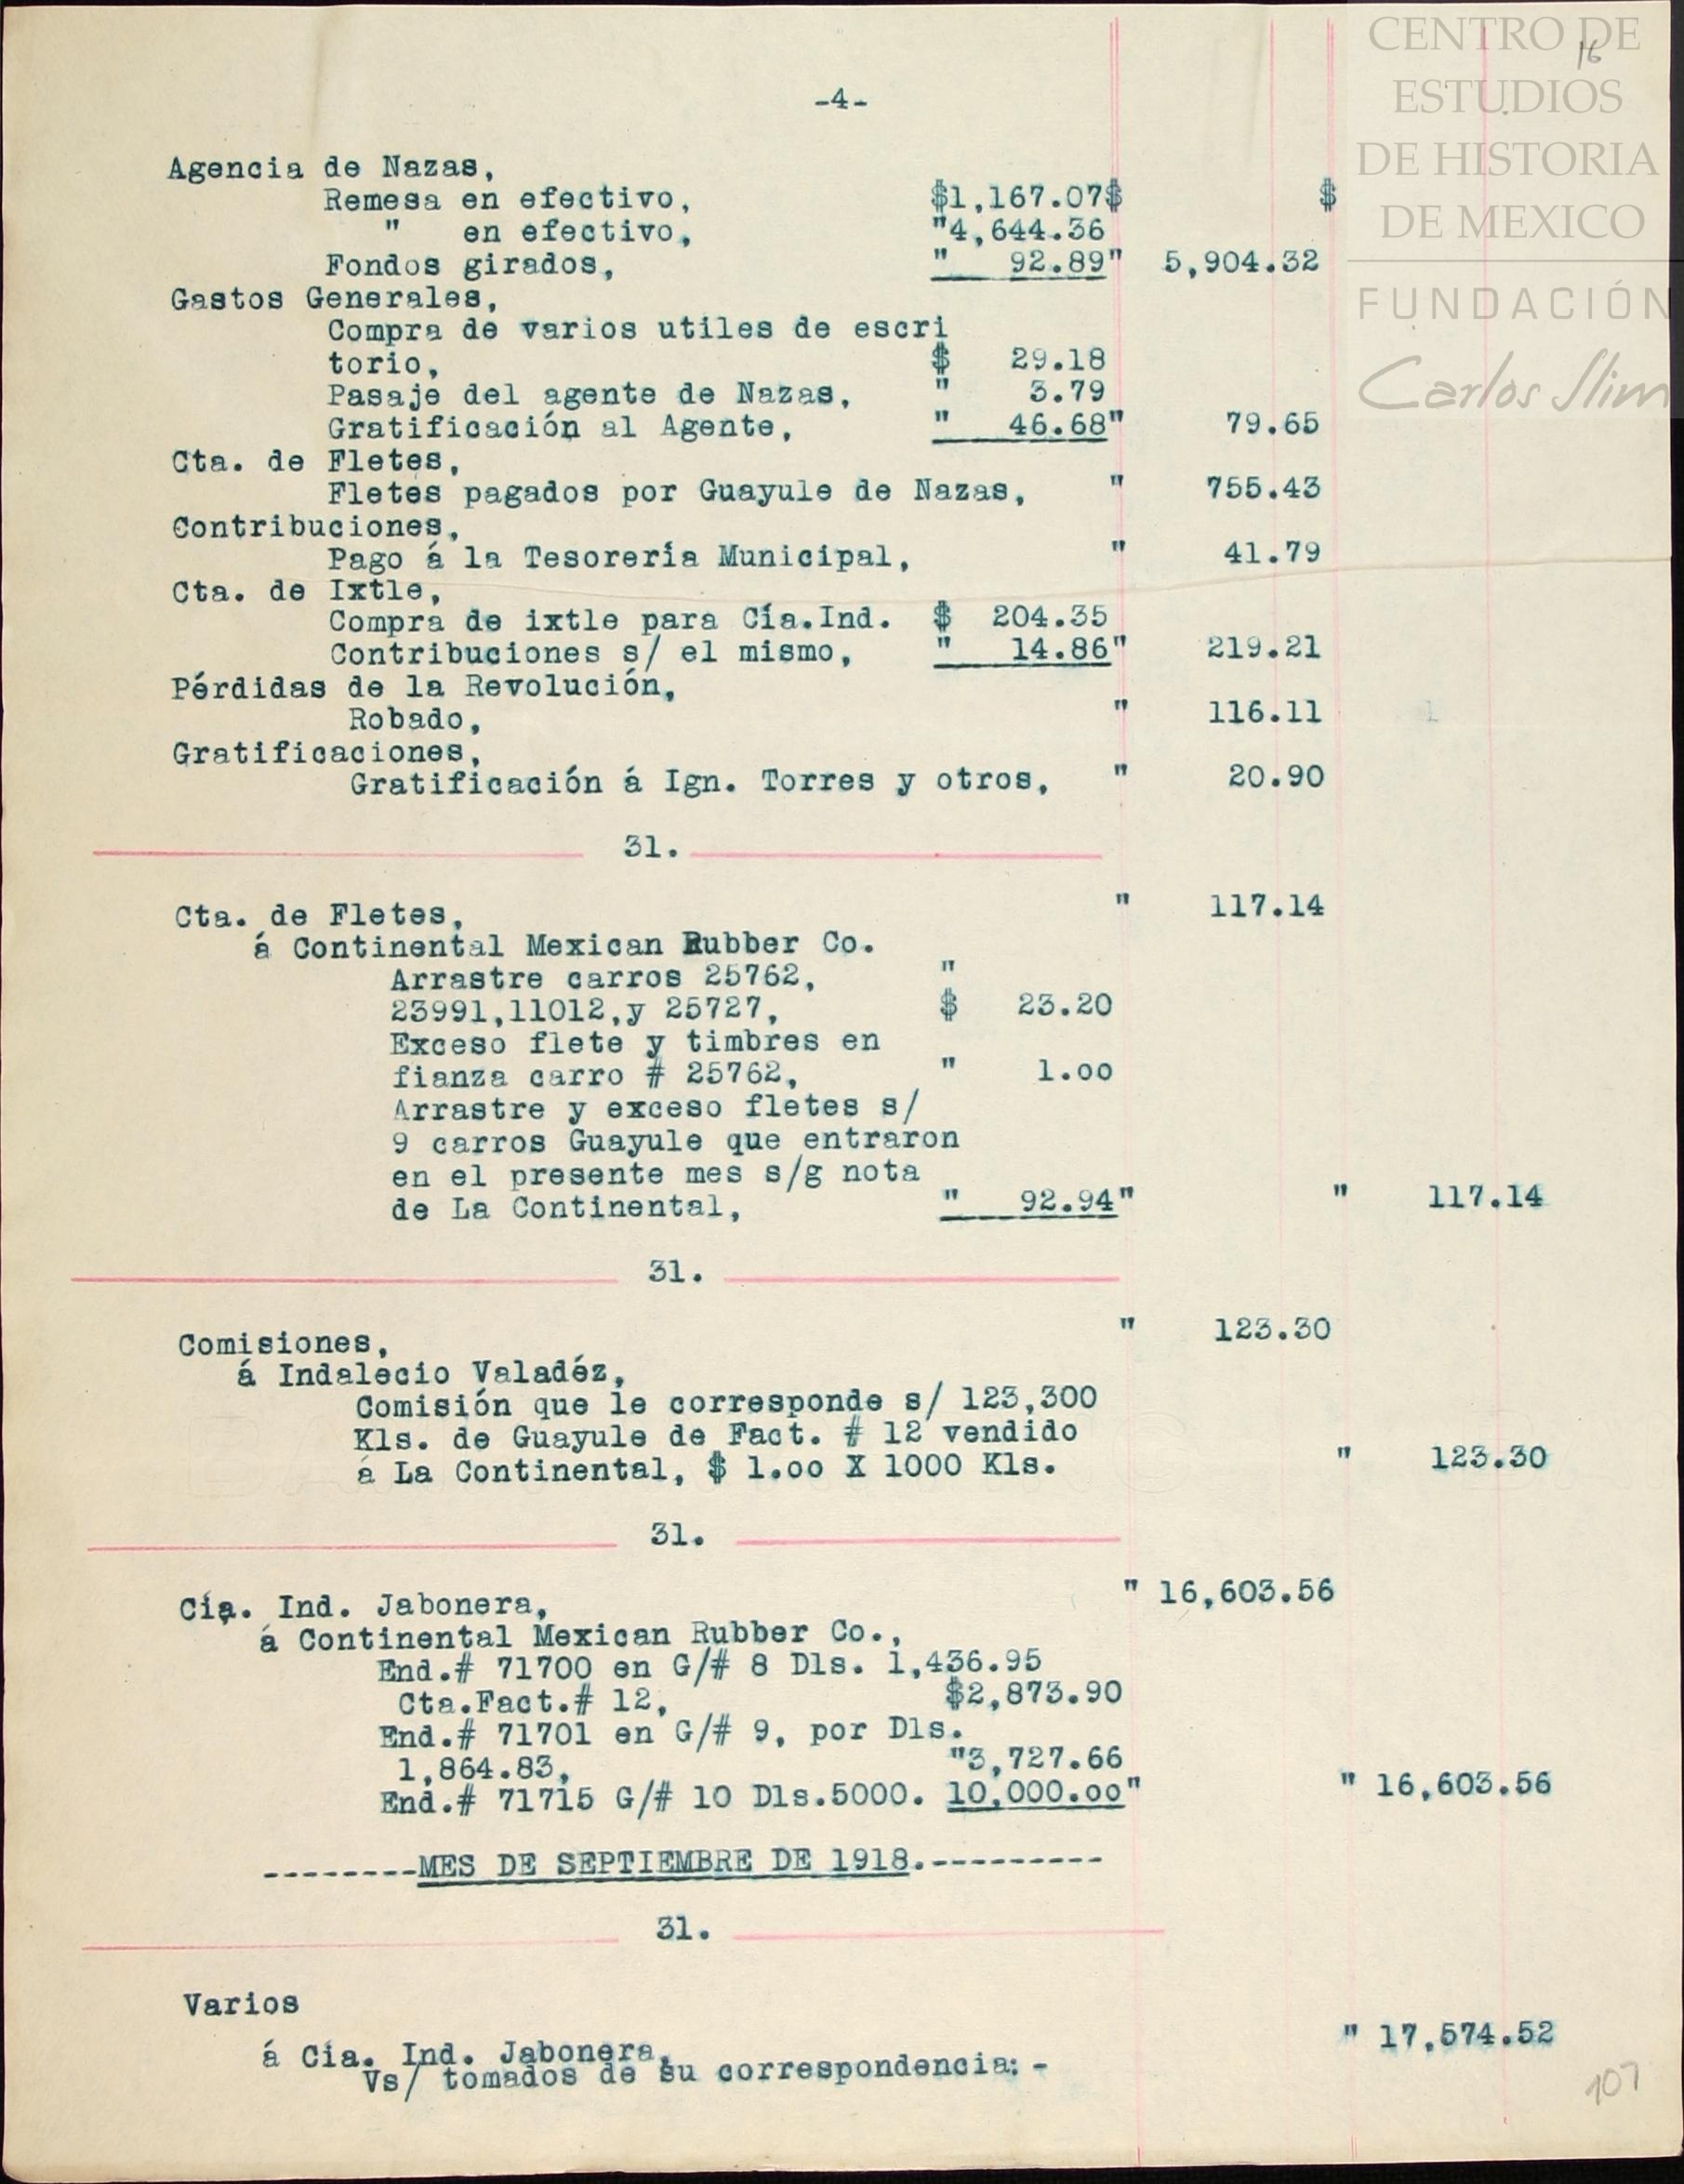 CENTRO DE
ESTUDIOS
DE HISTORIA
DE MEXICO
FUNDACIÓN
Carlos Slim
16
-4-
Agencia de Nazas,
Remesa en efectivo, $1,167.07$ $
" en efectivo, "4,644.36
Fondos girados, " 92.89" 5,904.32
Gastos Generales,
Compra de varios utiles de escri
torio, $ 29.18
Pasaje del agente de Nazas, " 3.79
Gratificación al Agente, " 46.68" 79.65
Cta. de Fletes,
Fletes pagados por Guayule de Nazas, " 755.43
Contribuciones,
Pago á la Tesorería Municipal, " 41.79
Cta. de Ixtle,
Compra de ixtle para Cía.Ind. $ 204.35
Contribuciones s/ el mismo, " 14.86" 219.21
Pérdidas de la Revolución,
Robado, " 116.11
Gratificaciones,
Gratificación á Ign. Torres y otros, " 20.90
31.
Cta. de Fletes, " 117.14
á Continental Mexican Rubber Co.
Arrastre carros 25762, "
23991,11012,y 25727, $ 23.20
Exceso flete y timbres en
fianza carro # 25762, " 1.00
Arrastre y exceso fletes s/
9 carros Guayule que entraron
en el presente mes s/g nota
de La Continental, " 92.94" " 117.14
31.
Comisiones, " 123.30
á Indalecio Valadéz,
Comisión que le corresponde s/ 123,300
Kls. de Guayule de Fact. # 12 vendido
á La Continental, $ 1.00 X 1000 Kls. " 123.30
31.
Cía. Ind. Jabonera, " 16,603.56
á Continental Mexican Rubber Co.,
End.# 71700 en G/# 8 Dls. 1,436.95
Cta.Fact.# 12, $2,873.90
End.# 71701 en G/# 9, por Dls.
1,864.83, "3,727.66
End.# 71715 G/# 10 Dls.5000. 10,000.00" " 16,603.56
--------MES DE SEPTIEMBRE DE 1918.---------
31.
Varios
á Cía. Ind. Jabonera, " 17,574.52
Vs/ tomados de su correspondencia: -
107